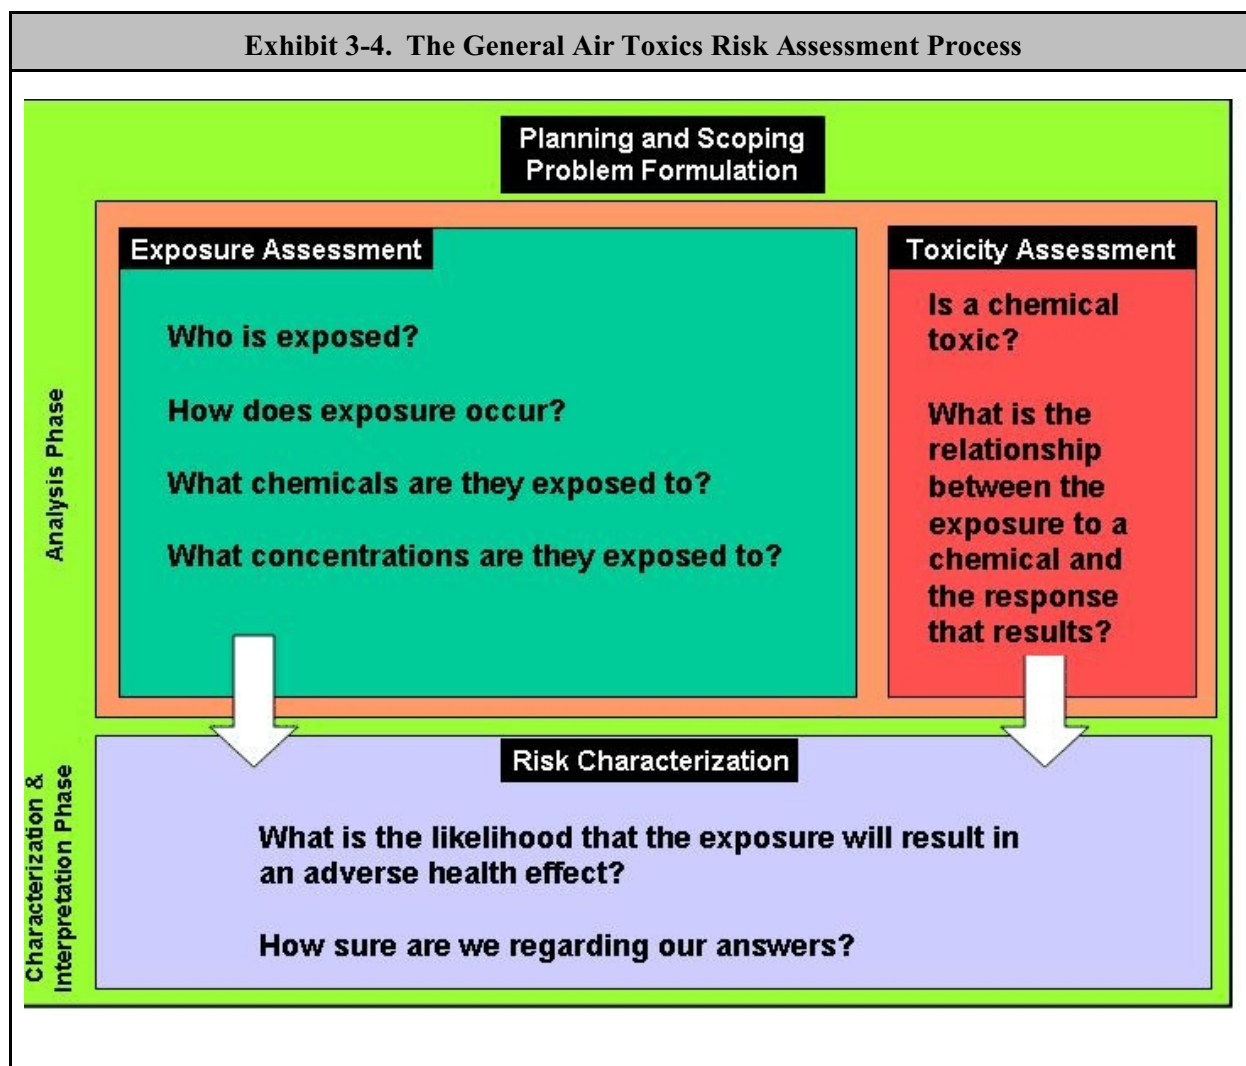 Exhibit 3-4. The General Air Toxics Risk Assessment Process
Planning and Scoping
Problem Formulation
Analysis Phase
Exposure Assessment
Who is exposed?
How does exposure occur?
What chemicals are they exposed to?
What concentrations are they exposed to?
Toxicity Assessment
Is a chemical
toxic?
What is the
relationship
between the
exposure to a
chemical and
the response
that results?
Characterization &
Interpretation Phase
Risk Characterization
What is the likelihood that the exposure will result in
an adverse health effect?
How sure are we regarding our answers?